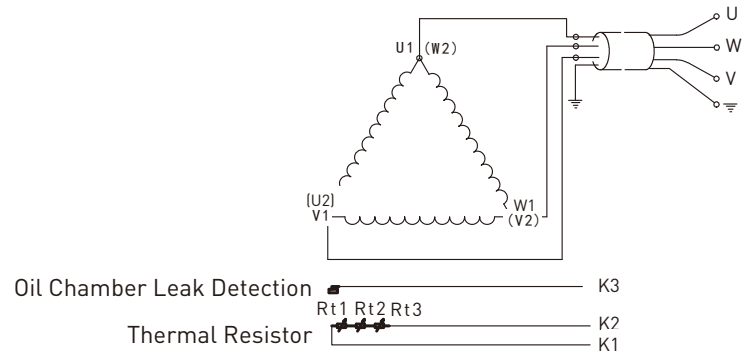 U
U1 (W2)
W
V
(U2)
V1
W1
(V2)
Oil Chamber Leak Detection
K3
Rt1 Rt2 Rt3
Thermal Resistor
K2
K1